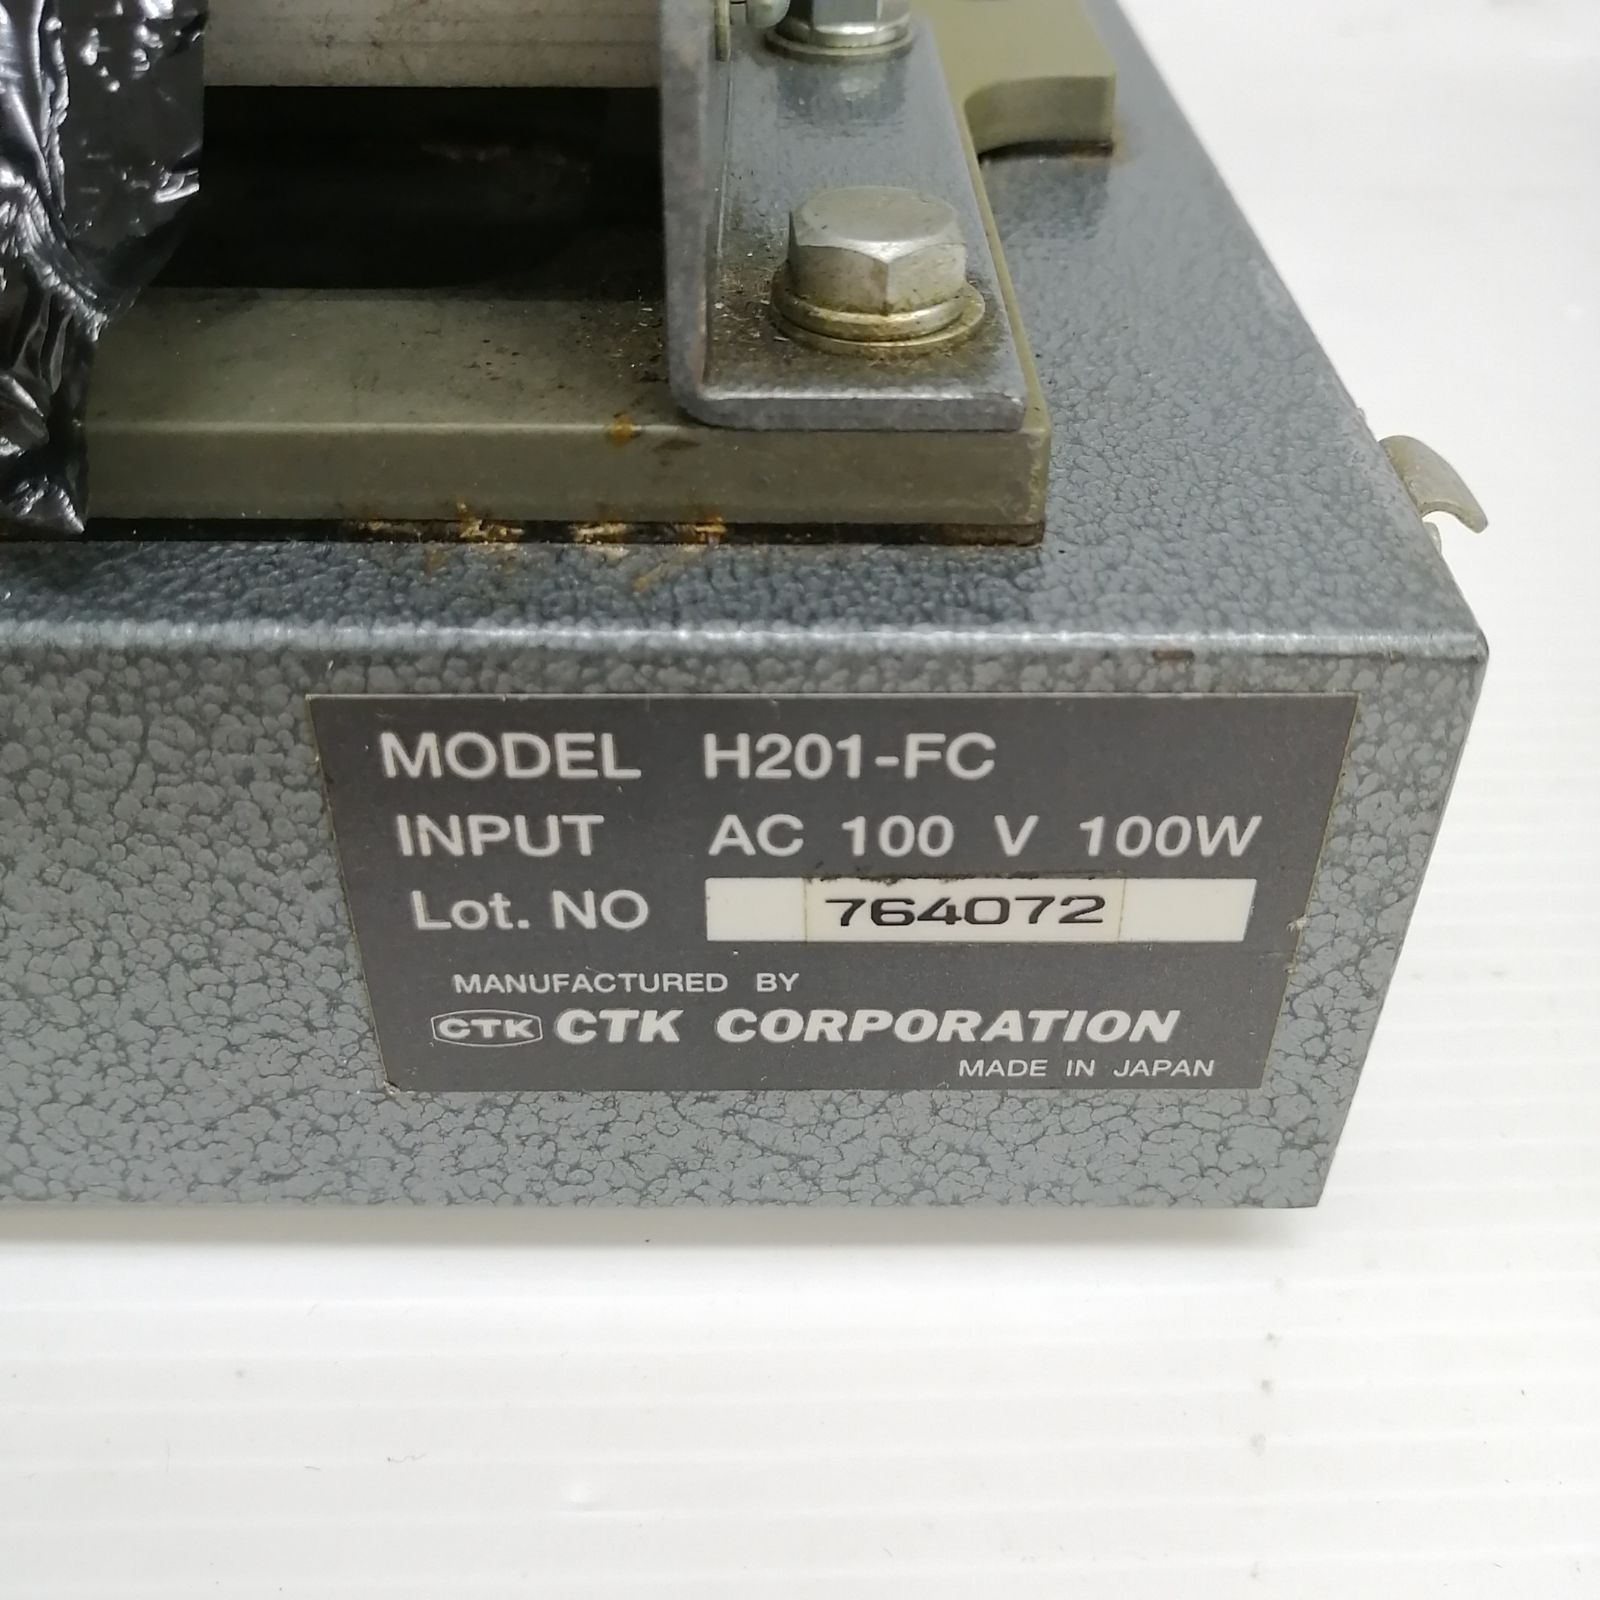 MODEL H201-FC
INPUT AC 100 V 100W
Lot. NO 764072
MANUFACTURED BY
CTK CTK CORPORATION
MADE IN JAPAN